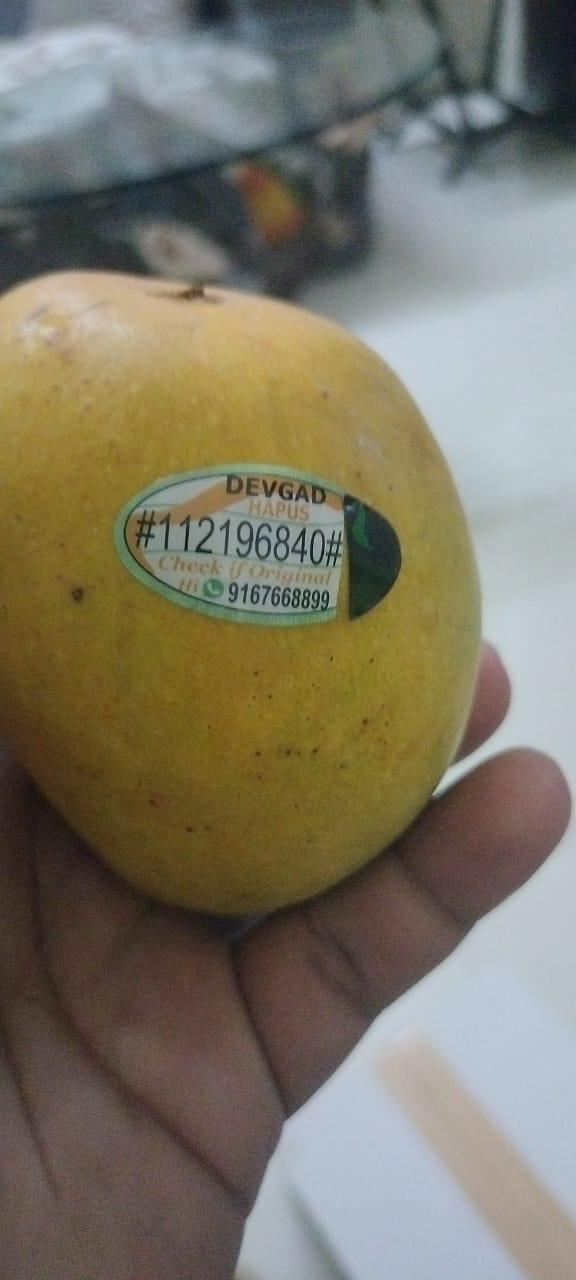 DEVGAD
HAPUS
#112196840#
Check if Original
Hi 9167668899